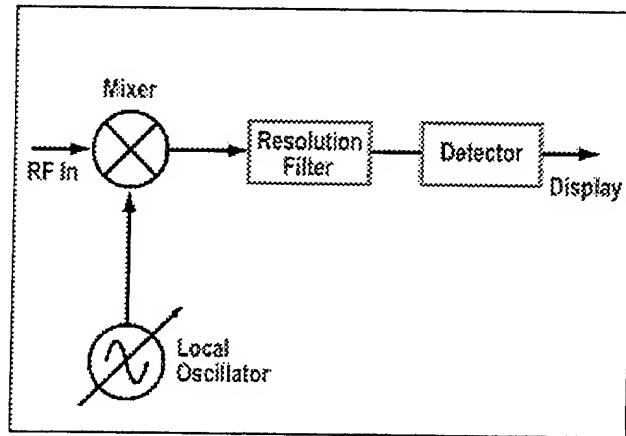 Mixer
RF in
Resolution
Filter
Detector
Display
Local
Oscillator